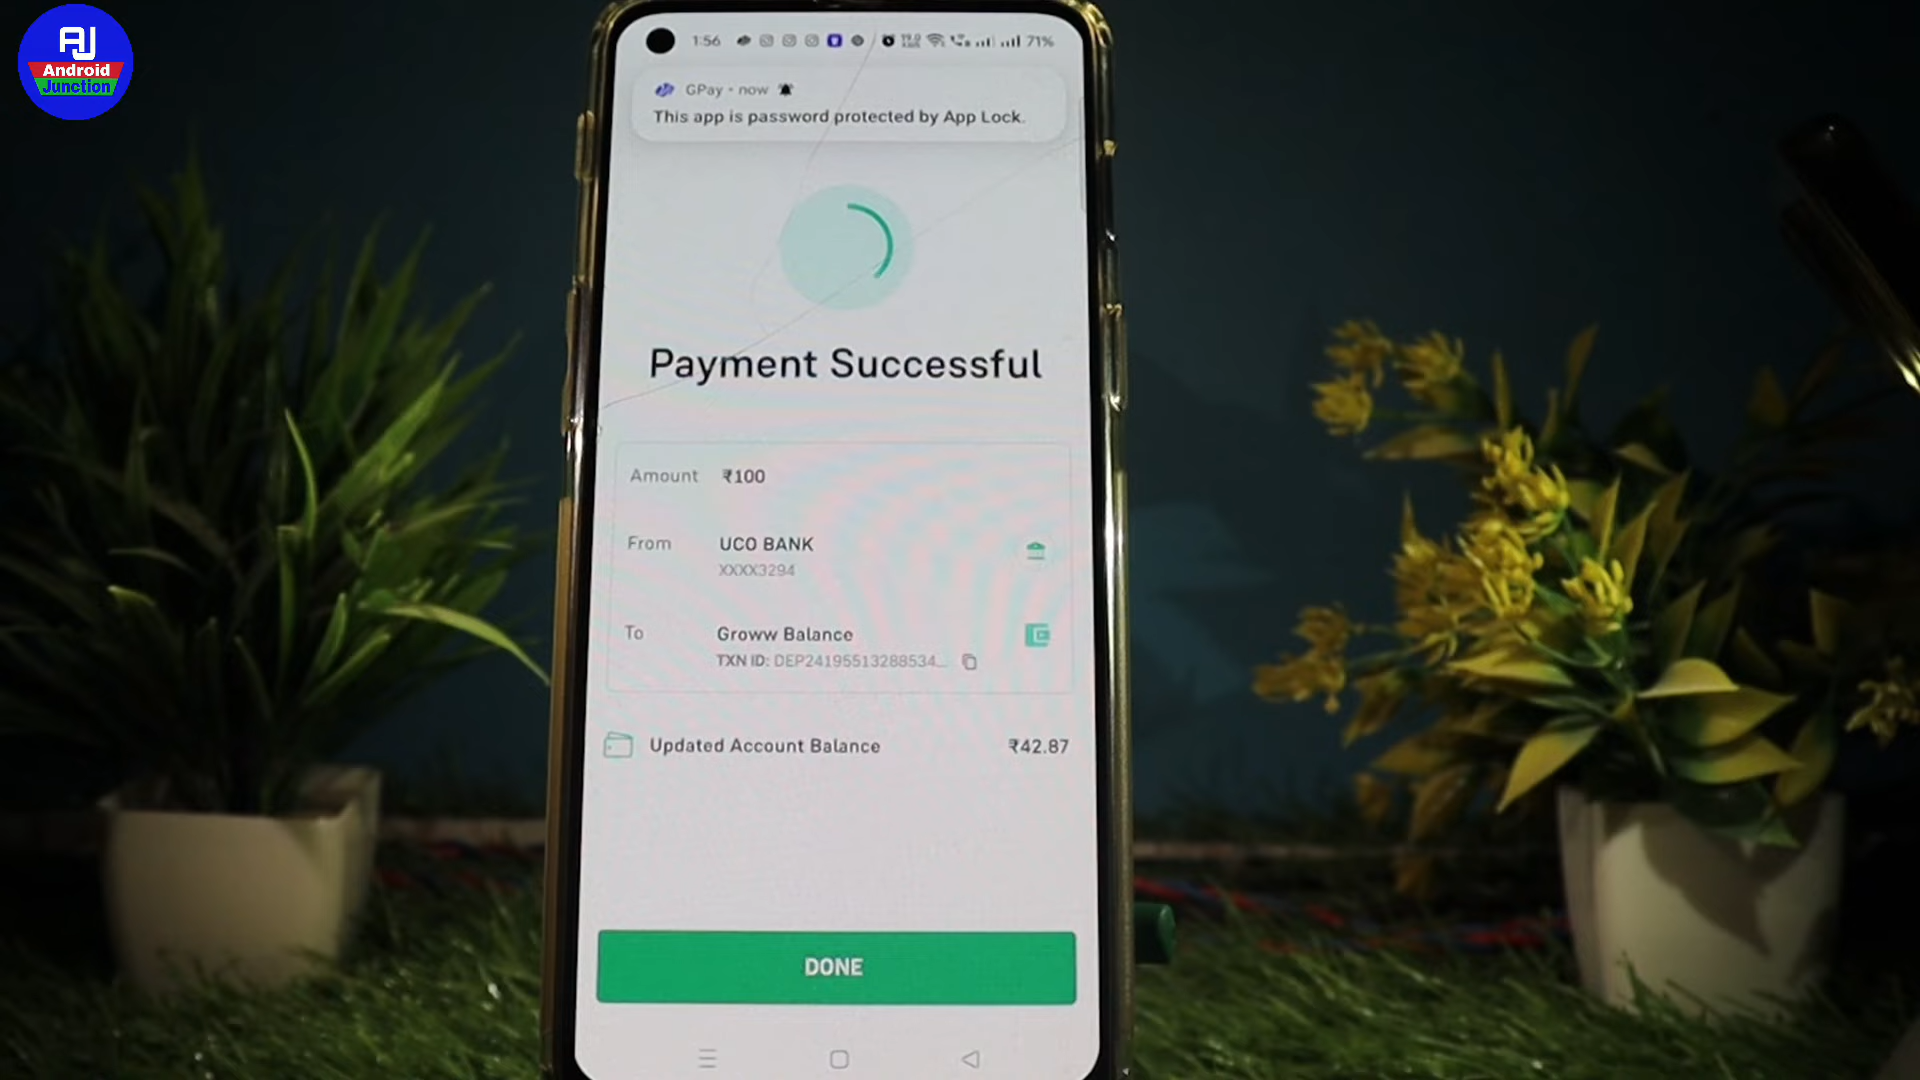 AJ
Android
Junction
1:56
71%
GPay • now
This app is password protected by App Lock.
Payment Successful
Amount ₹100
From UCO BANK
XXXX3294
To Groww Balance
TXN ID: DEP24195513288534...
Updated Account Balance ₹42.87
DONE